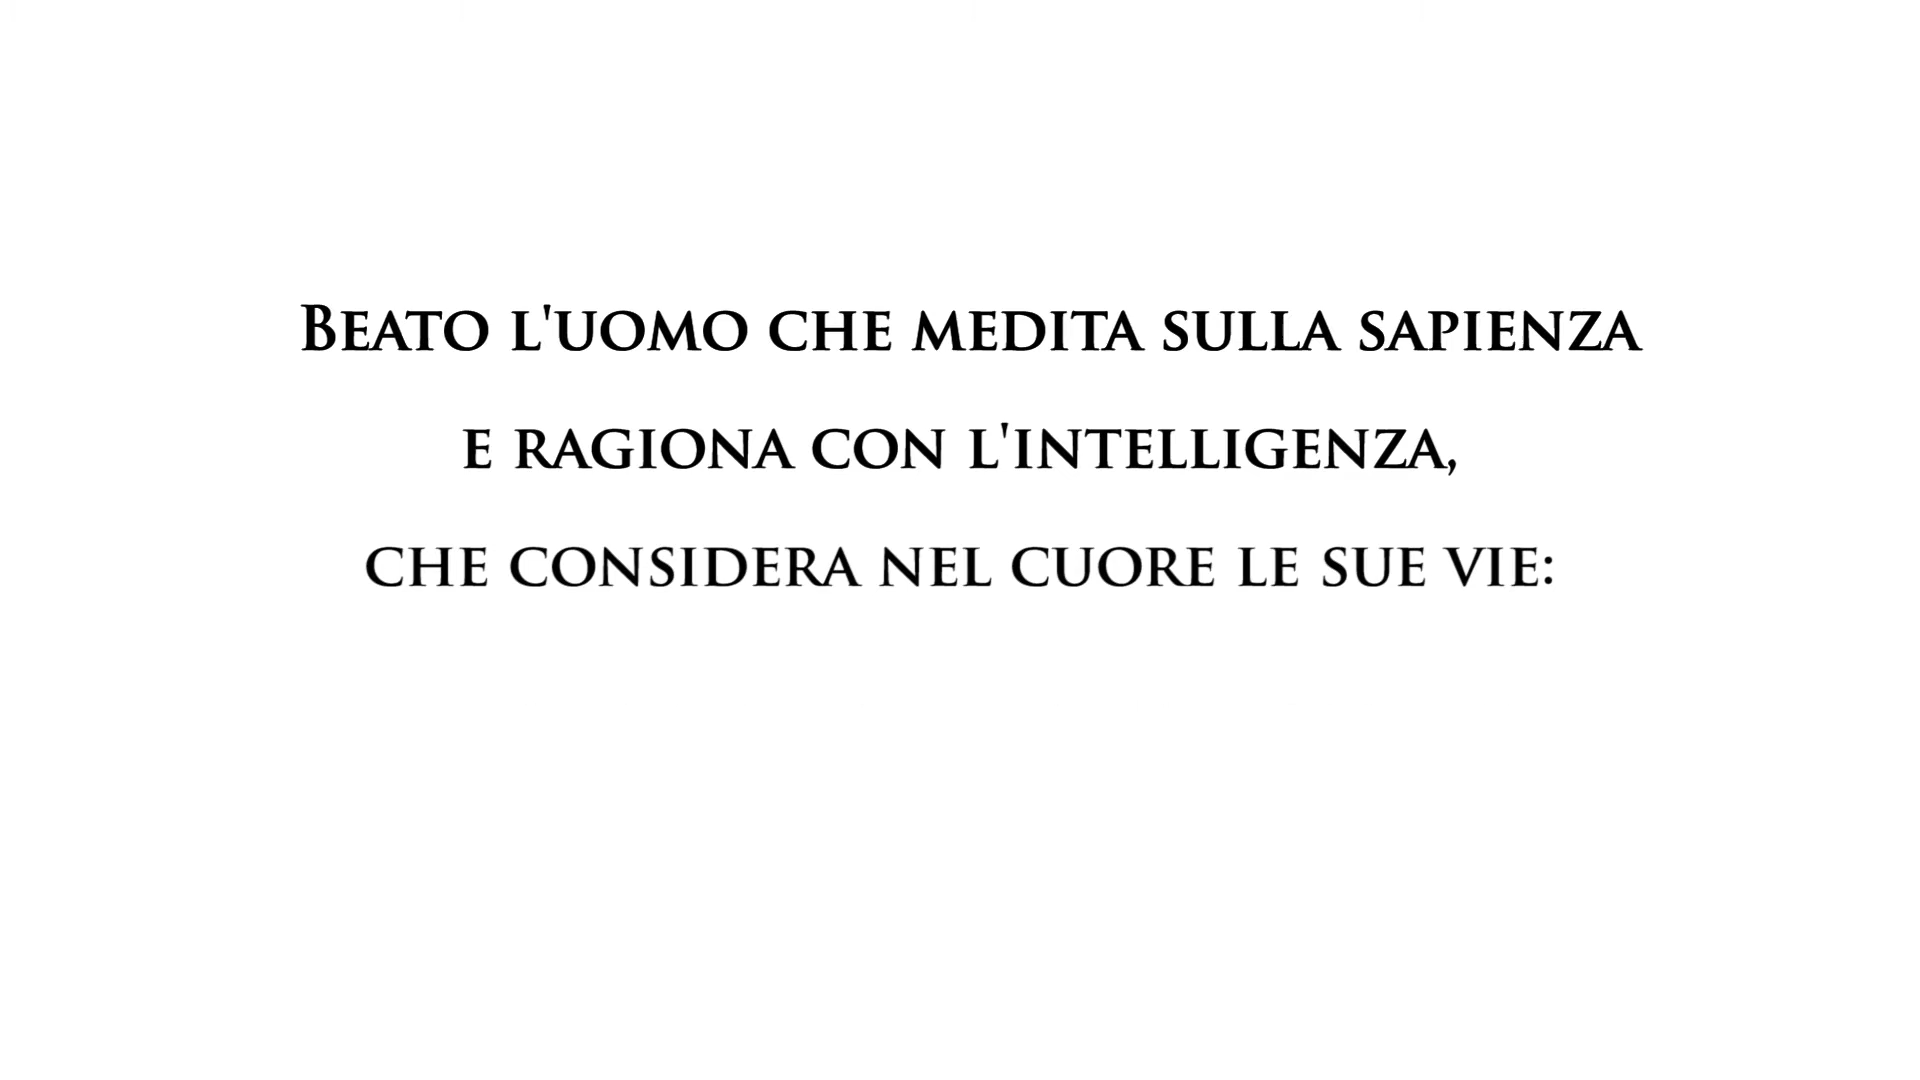 Beato l'uomo che medita sulla sapienza
e ragiona con l'intelligenza,
che considera nel cuore le sue vie: